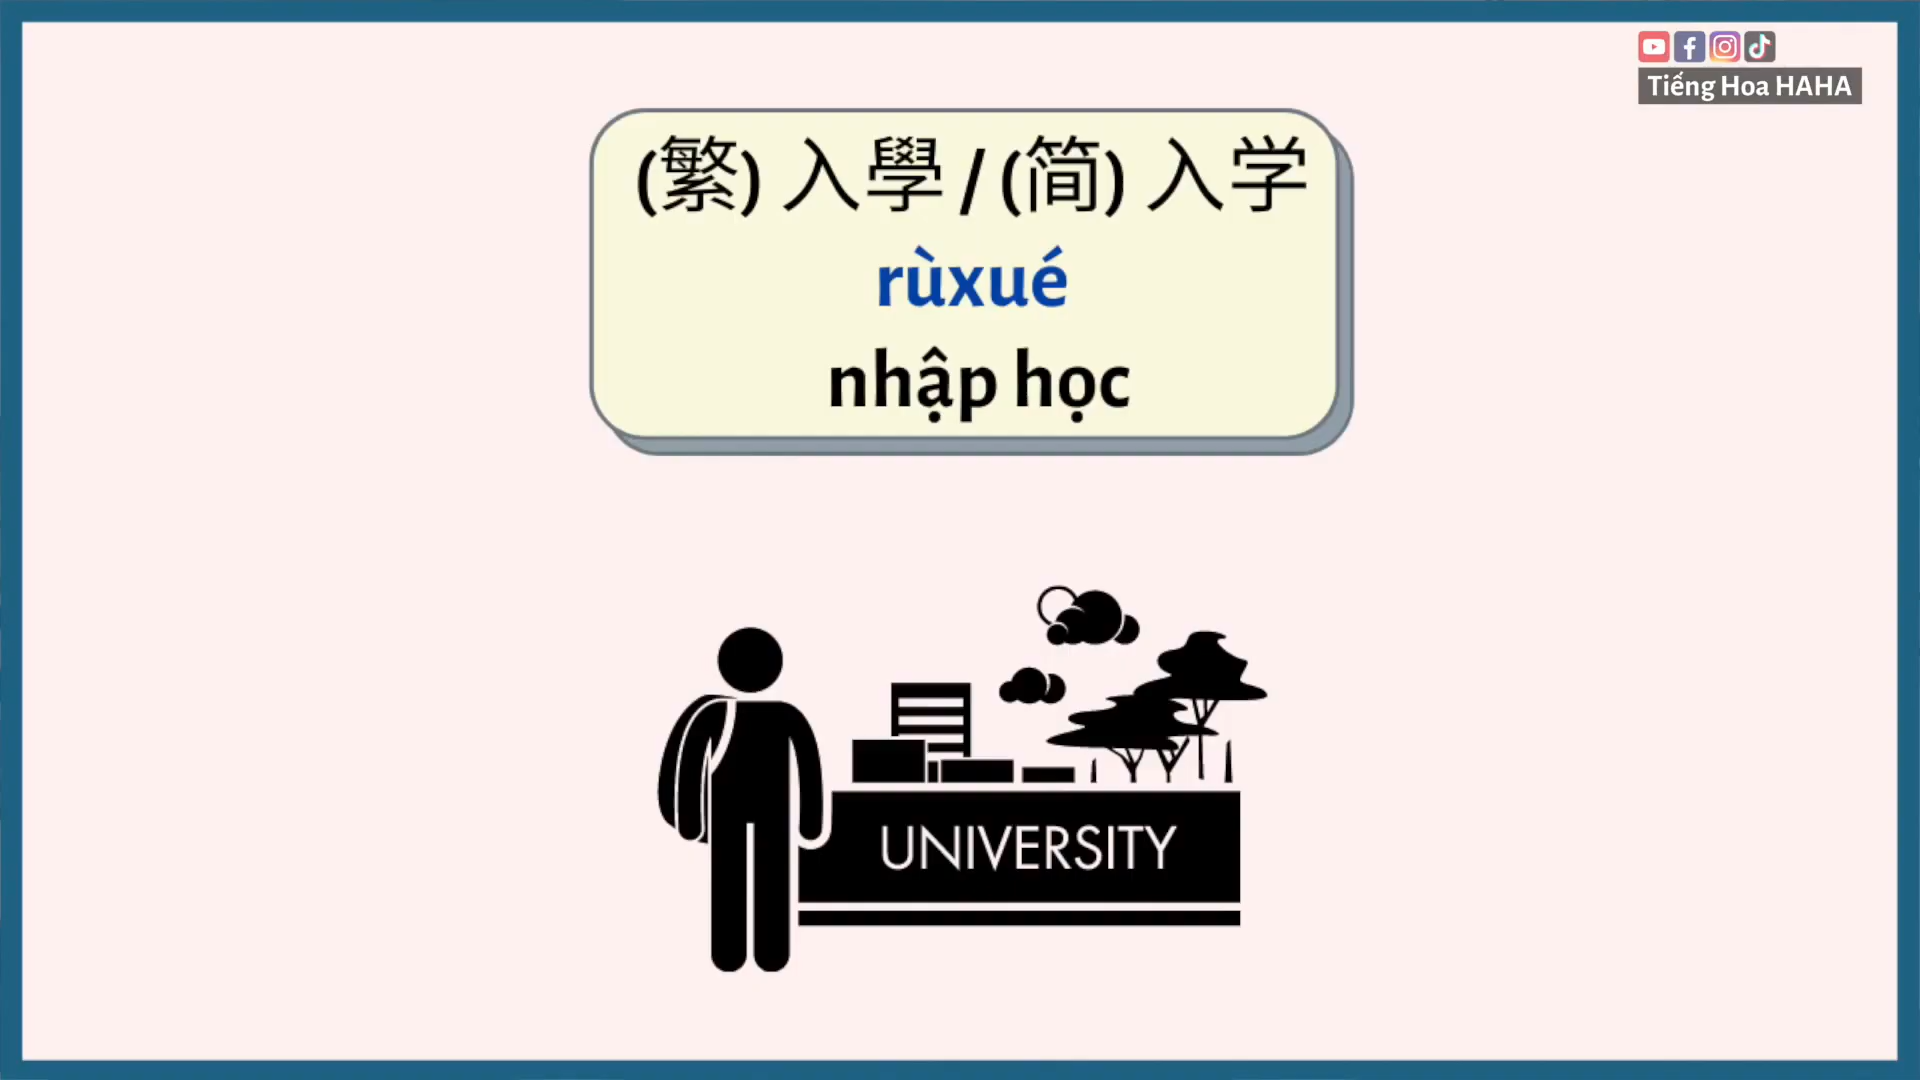 Tiếng Hoa HAHA
(繁) 入學 / (简) 入学
rùxué
nhập học
UNIVERSITY